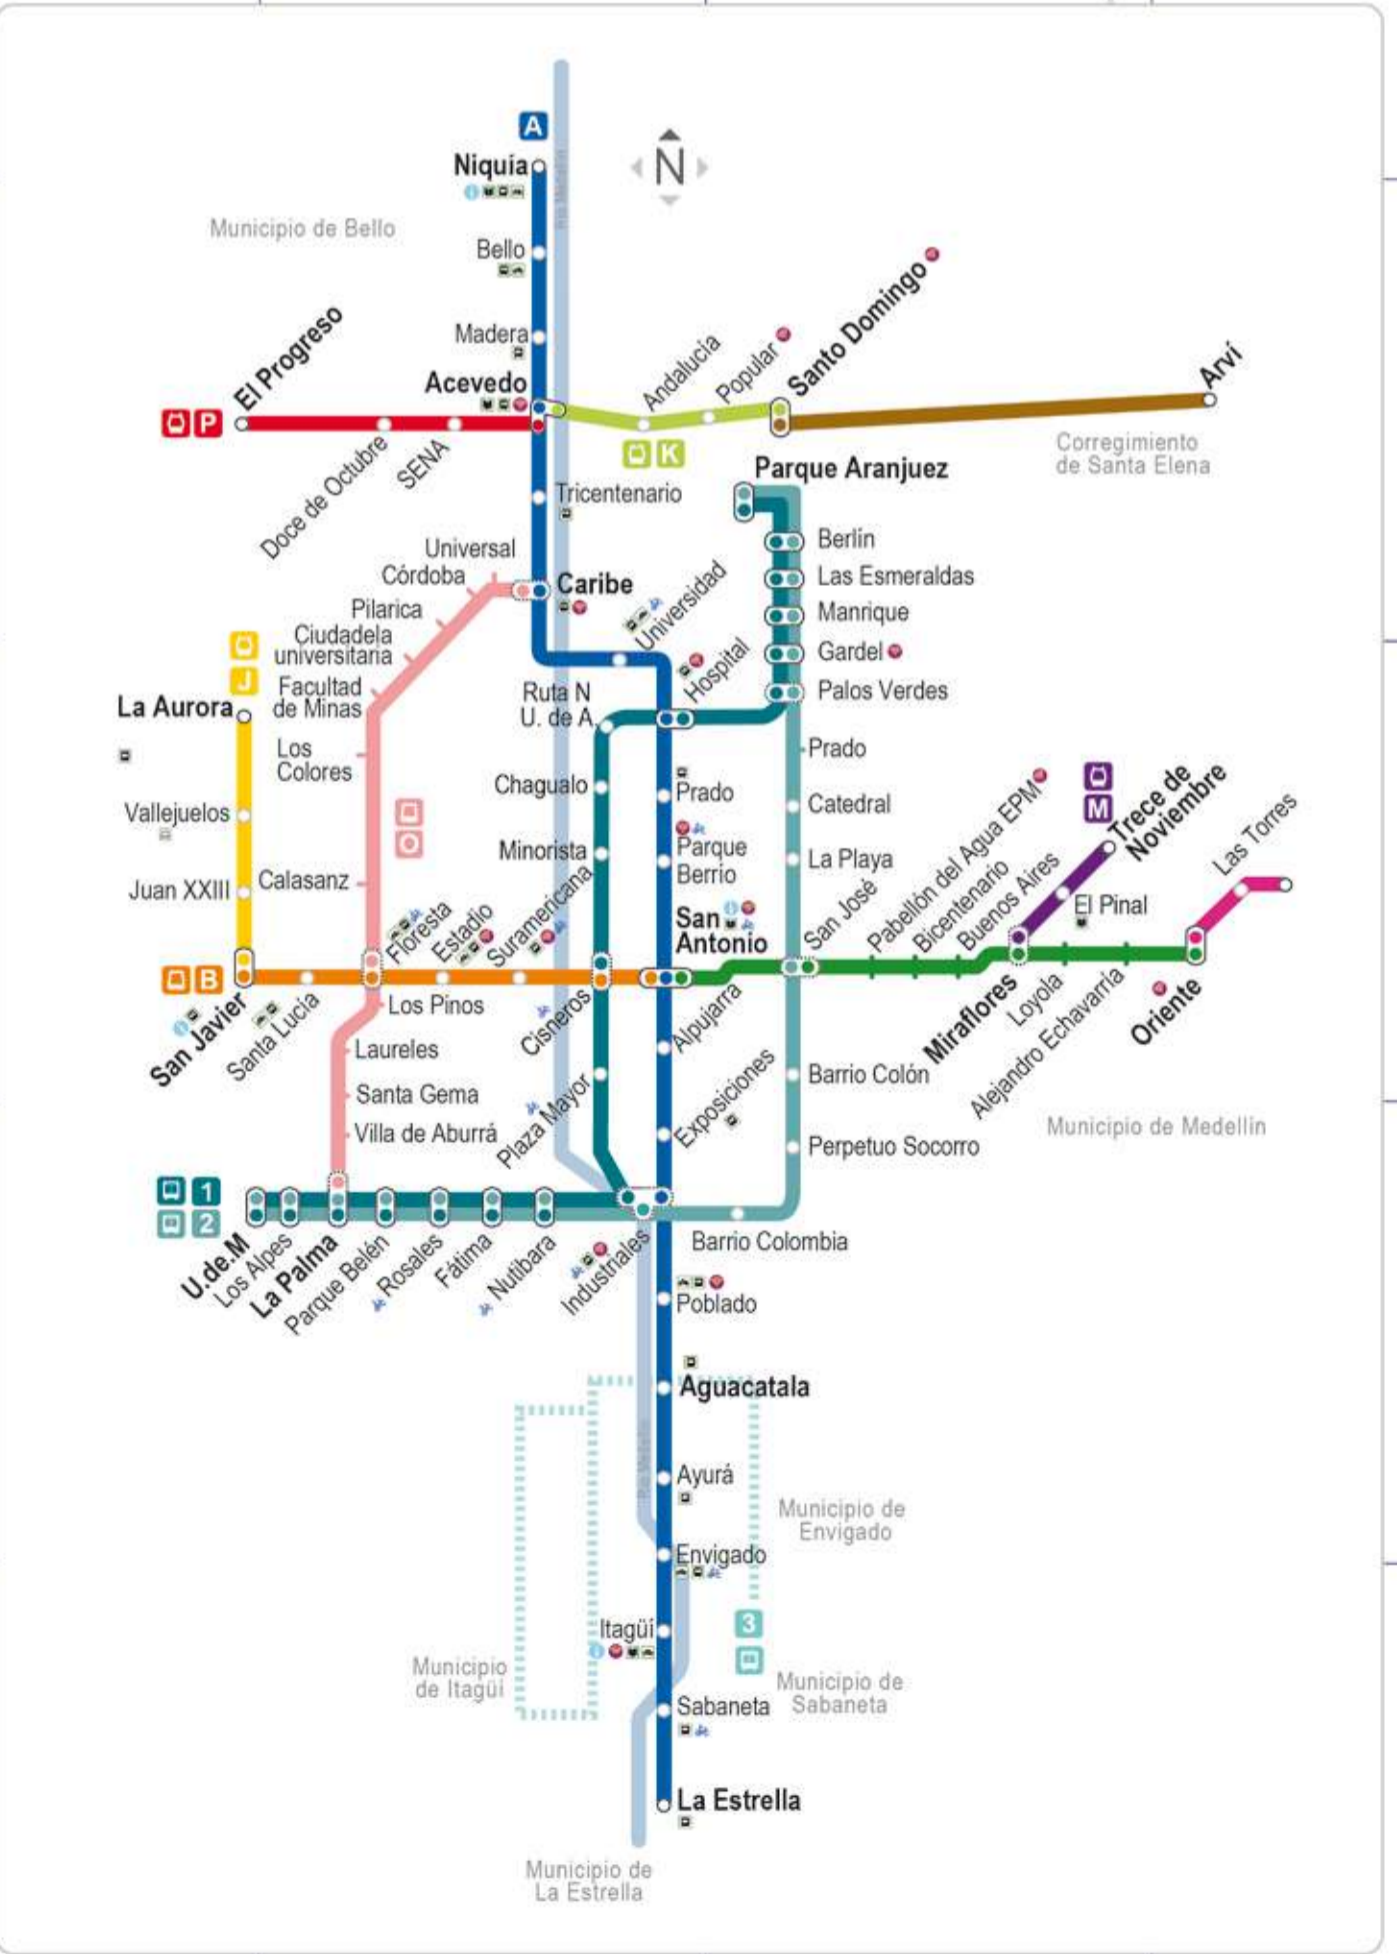 A
Niquía
N
Municipio de Bello
Bello
Santo Domingo
Madera
El Progreso
Andalucía
Popular
Arví
Acevedo
P
K
Corregimiento
de Santa Elena
Doce de Octubre
SENA
Parque Aranjuez
Tricentenario
Berlín
Universal
Córdoba
Caribe
Las Esmeraldas
Pilarica
Universidad
Manrique
Ciudadela
universitaria
Hospital
Gardel
J
Facultad
de Minas
Ruta N
U. de A.
Palos Verdes
La Aurora
Los
Colores
Prado
Chagualo
Prado
Catedral
M
Trece de
Noviembre
Vallejuelos
O
Minorista
Parque
Berrio
La Playa
Pabellón del Agua EPM
Las Torres
Juan XXIII
Calasanz
Floresta
Estadio
Suramericana
San
Antonio
San José
Bicentenario
Buenos Aires
El Pinal
B
San Javier
Santa Lucía
Los Pinos
Cisneros
Alpujarra
Miraflores
Loyola
Alejandro Echavarría
Oriente
Laureles
Santa Gema
Villa de Aburrá
Plaza Mayor
Exposiciones
Barrio Colón
Municipio de Medellín
Perpetuo Socorro
1
2
U.de.M
Los Alpes
La Palma
Parque Belén
Rosales
Fátima
Nutibara
Industriales
Barrio Colombia
Poblado
Aguacatala
Ayurá
Municipio de
Envigado
Envigado
Itagüí
3
Municipio
de Itagüí
Municipio de
Sabaneta
Sabaneta
La Estrella
Municipio de
La Estrella